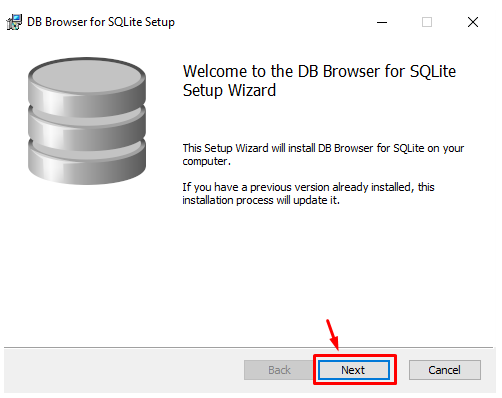 DB Browser for SQLite Setup
Welcome to the DB Browser for SQLite
Setup Wizard
This Setup Wizard will install DB Browser for SQLite on your
computer.
If you have a previous version already installed, this
installation process will update it.
Back
Next
Cancel